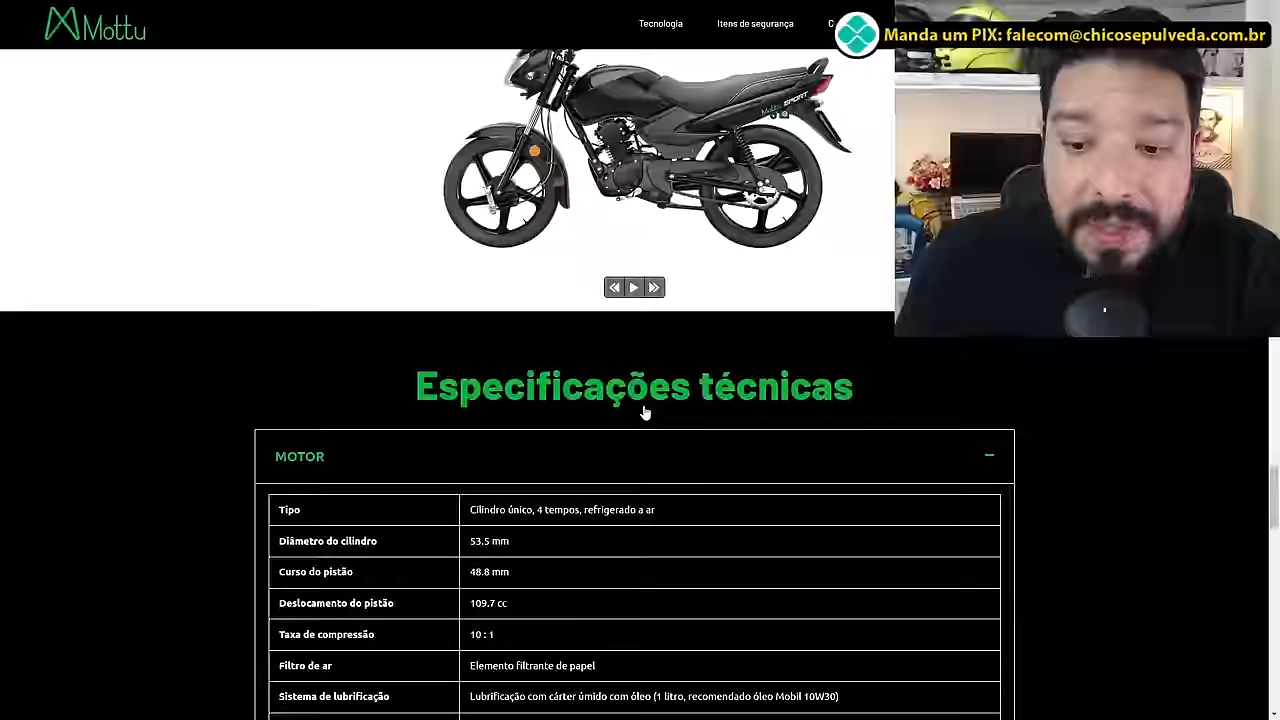 Mottu
Tecnologia
Itens de segurança
C
Manda um PIX: falecom@chicosepulveda.com.br
Mottu SPORT
Especificações técnicas
MOTOR
Tipo
Cilindro único, 4 tempos, refrigerado a ar
Diâmetro do cilindro
53.5 mm
Curso do pistão
48.8 mm
Deslocamento do pistão
109.7 cc
Taxa de compressão
10 : 1
Filtro de ar
Elemento filtrante de papel
Sistema de lubrificação
Lubrificação com cárter úmido com óleo (1 litro, recomendado óleo Mobil 10W30)